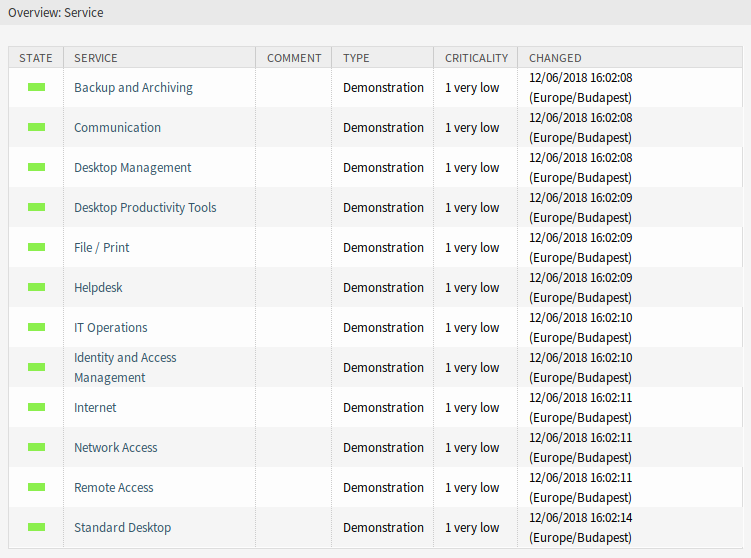 Overview: Service
STATE SERVICE COMMENT TYPE CRITICALITY CHANGED
Backup and Archiving Demonstration 1 very low 12/06/2018 16:02:08
(Europe/Budapest)
Communication Demonstration 1 very low 12/06/2018 16:02:08
(Europe/Budapest)
Desktop Management Demonstration 1 very low 12/06/2018 16:02:08
(Europe/Budapest)
Desktop Productivity Tools Demonstration 1 very low 12/06/2018 16:02:09
(Europe/Budapest)
File / Print Demonstration 1 very low 12/06/2018 16:02:09
(Europe/Budapest)
Helpdesk Demonstration 1 very low 12/06/2018 16:02:09
(Europe/Budapest)
IT Operations Demonstration 1 very low 12/06/2018 16:02:10
(Europe/Budapest)
Identity and Access
Management Demonstration 1 very low 12/06/2018 16:02:10
(Europe/Budapest)
Internet Demonstration 1 very low 12/06/2018 16:02:11
(Europe/Budapest)
Network Access Demonstration 1 very low 12/06/2018 16:02:11
(Europe/Budapest)
Remote Access Demonstration 1 very low 12/06/2018 16:02:11
(Europe/Budapest)
Standard Desktop Demonstration 1 very low 12/06/2018 16:02:14
(Europe/Budapest)